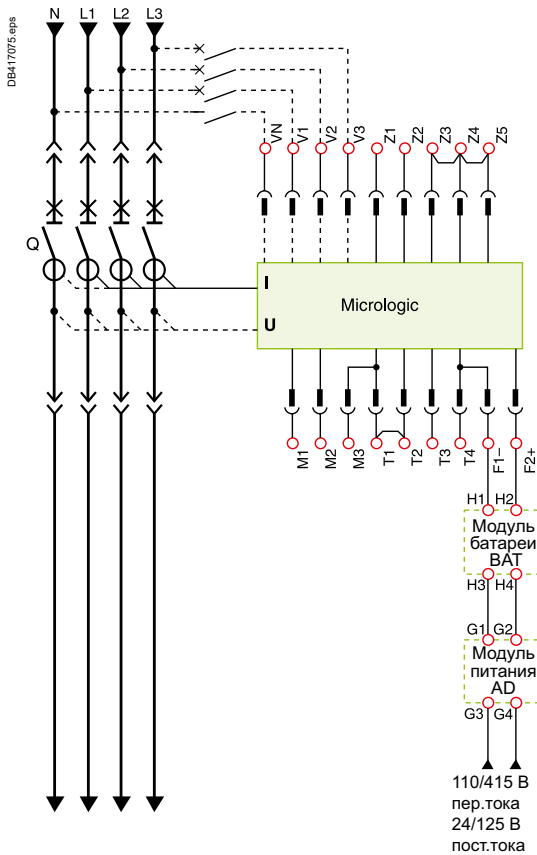 DB417075.eps
N L1 L2 L3
VN V1 V2 V3 Z1 Z2 Z3 Z4 Z5
Q
I
Micrologic
U
M1 M2 M3 T1 T2 T3 T4 F1– F2+
H1 H2
Модуль
батареи
BAT
H3 H4
G1 G2
Модуль
питания
AD
G3 G4
110/415 В
пер.тока
24/125 В
пост.тока